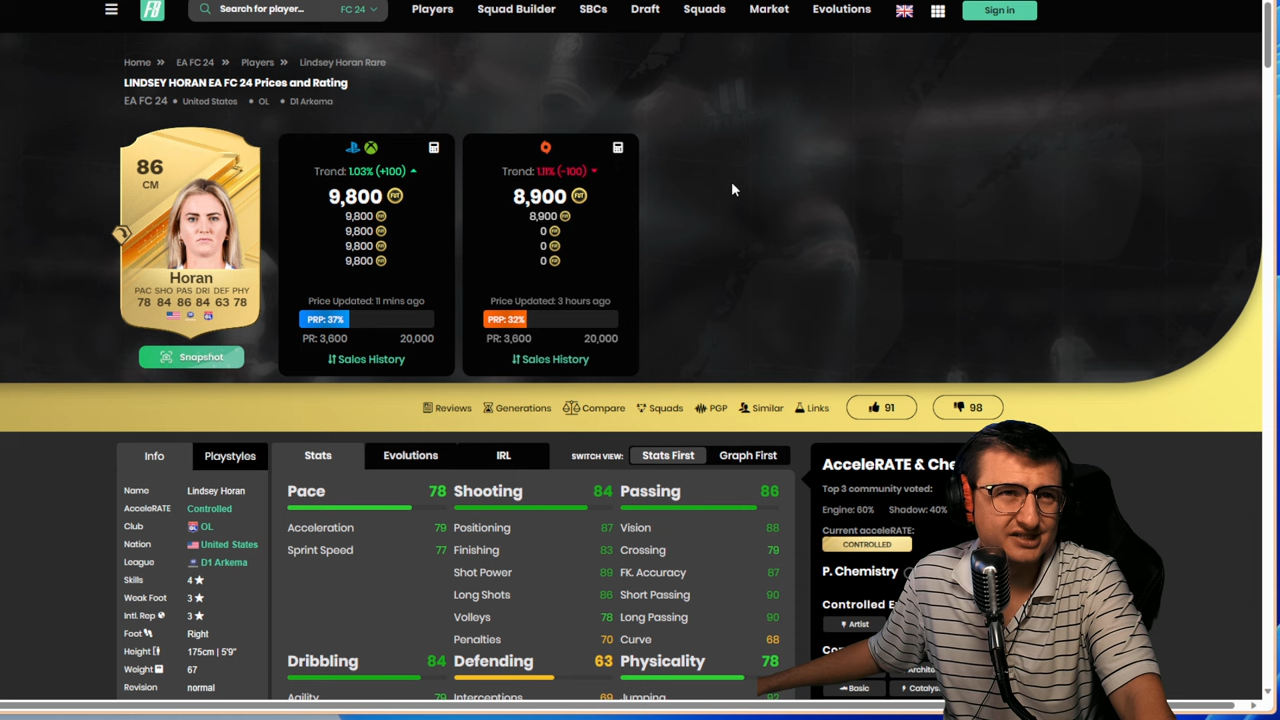 FB Search for player... FC 24 Players Squad Builder SBCs Draft Squads Market Evolutions Sign in
Home >> EA FC 24 >> Players >> Lindsey Horan Rare
LINDSEY HORAN EA FC 24 Prices and Rating
EA FC 24 • United States • OL • D1 Arkema
86
CM
Horan
PAC SHO PAS DRI DEF PHY
78 84 86 84 63 78
Snapshot
Trend: 1.03% (+100)
9,800
9,800
9,800
9,800
9,800
Price Updated: 11 mins ago
PRP: 37%
PR: 3,600 20,000
Sales History
Trend: 1.11% (-100)
8,900
8,900
0
0
0
Price Updated: 3 hours ago
PRP: 32%
PR: 3,600 20,000
Sales History
Reviews Generations Compare Squads PGP Similar Links 91 98
Info Playstyles
Name Lindsey Horan
AcceleRATE Controlled
Club OL
Nation United States
League D1 Arkema
Skills 4
Weak Foot 3
Intl. Rep 3
Foot Right
Height 175cm | 5'9"
Weight 67
Revision normal
Stats Evolutions IRL SWITCH VIEW: Stats First Graph First
Pace 78
Acceleration 79
Sprint Speed 77
Shooting 84
Positioning 87
Finishing 83
Shot Power 89
Long Shots 86
Volleys 78
Penalties 70
Passing 86
Vision 88
Crossing 79
FK. Accuracy 87
Short Passing 90
Long Passing 90
Curve 68
Dribbling 84
Agility 79
Defending 63
Interceptions 69
Physicality 78
Jumping 92
AcceleRATE & Che
Top 3 community voted:
Engine: 60% Shadow: 40%
Current acceleRATE:
CONTROLLED
P. Chemistry
Controlled E
Artist
Con
Archite
Basic Catalys